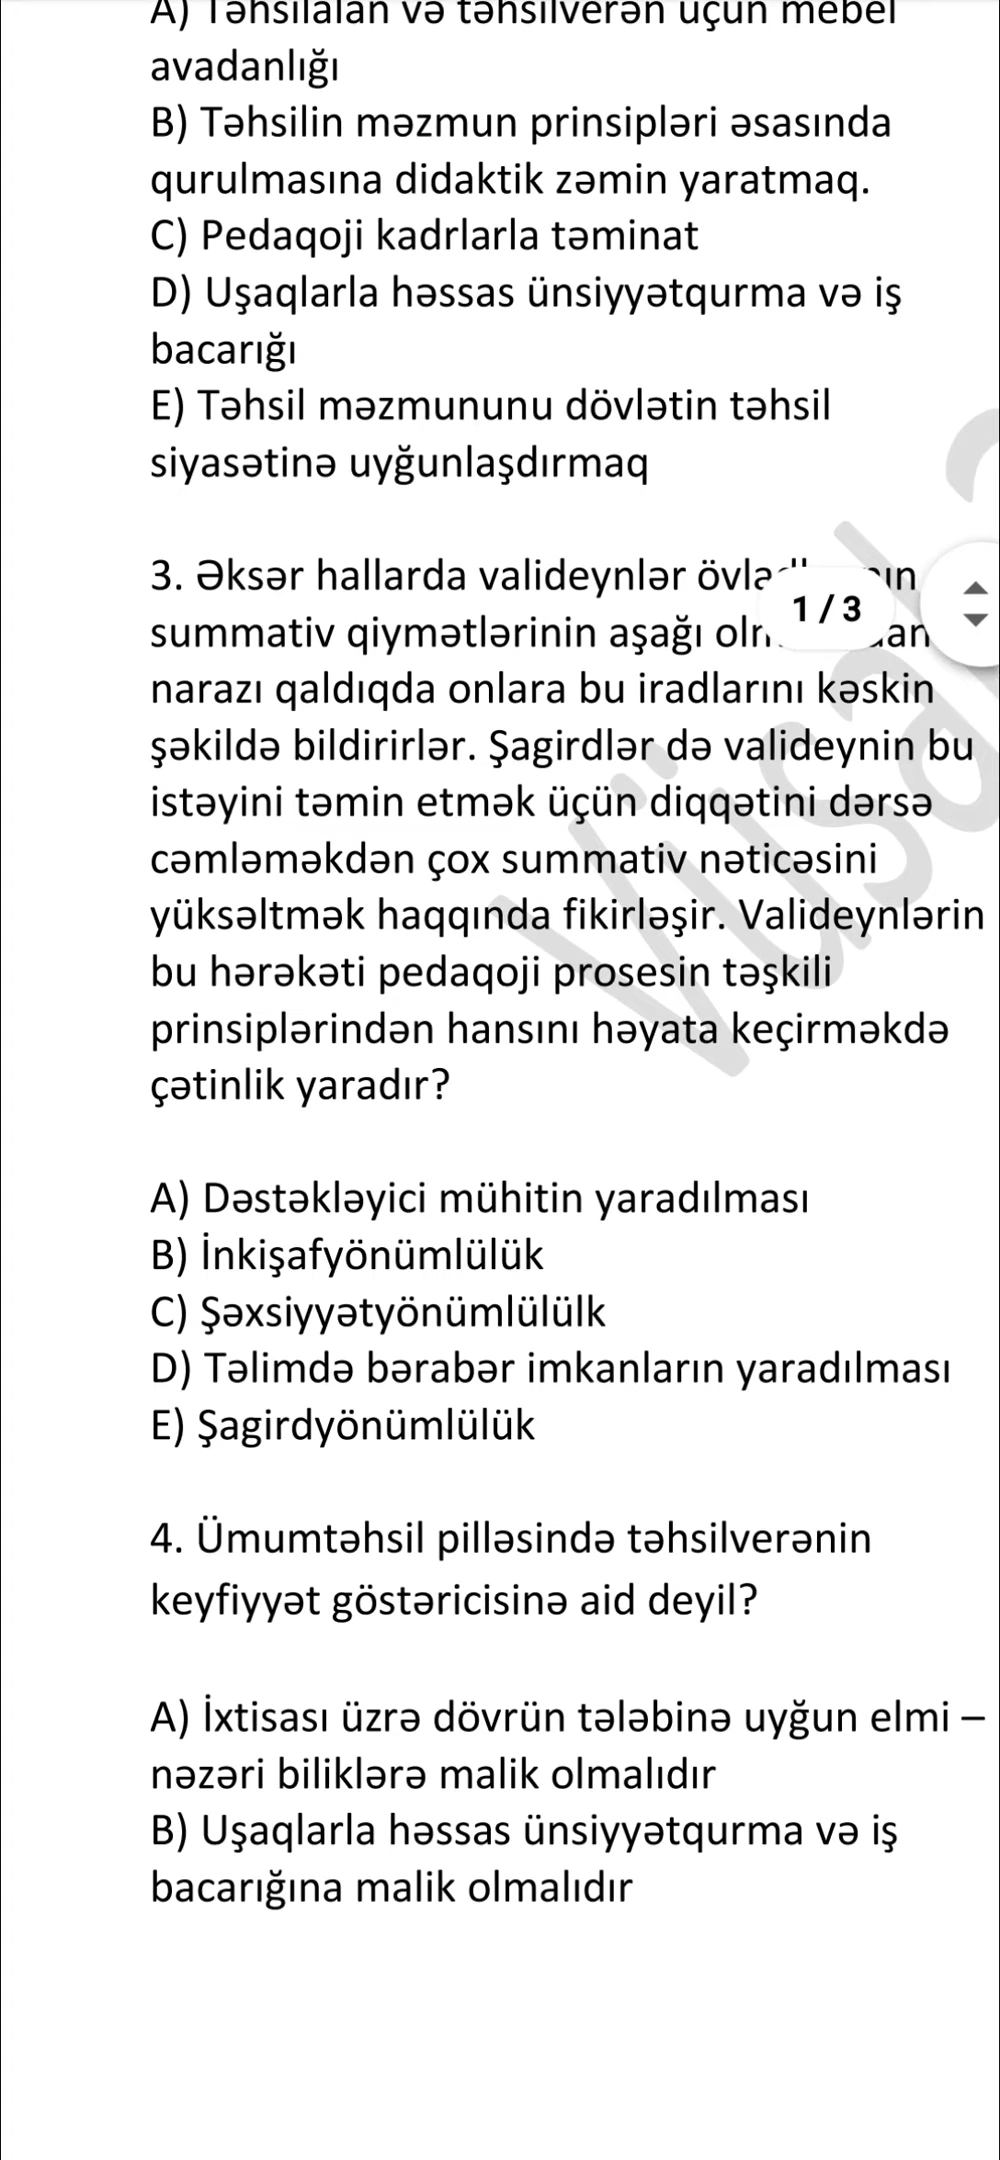 A) Təhsilalan və təhsilverən üçün mebel
avadanlığı
B) Təhsilin məzmun prinsipləri əsasında
qurulmasına didaktik zəmin yaratmaq.
C) Pedaqoji kadrlarla təminat
D) Uşaqlarla həssas ünsiyyətqurma və iş
bacarığı
E) Təhsil məzmununu dövlətin təhsil
siyasətinə uyğunlaşdırmaq
3. Əksər hallarda valideynlər
1 / 3
summativ qiymətlərinin aşağı
narazı qaldıqda onlara bu iradlarını kəskin
şəkildə bildirirlər. Şagirdlər də valideynin bu
istəyini təmin etmək üçün diqqətini dərsə
cəmləməkdən çox summativ nəticəsini
yüksəltmək haqqında fikirləşir. Valideynlərin
bu hərəkəti pedaqoji prosesin təşkili
prinsiplərindən hansını həyata keçirməkdə
çətinlik yaradır?
A) Dəstəkləyici mühitin yaradılması
B) İnkişafyönümlülük
C) Şəxsiyyətyönümlülülk
D) Təlimdə bərabər imkanların yaradılması
E) Şagirdyönümlülük
4. Ümumtəhsil pilləsində təhsilverənin
keyfiyyət göstəricisinə aid deyil?
A) İxtisası üzrə dövrün tələbinə uyğun elmi –
nəzəri biliklərə malik olmalıdır
B) Uşaqlarla həssas ünsiyyətqurma və iş
bacarığına malik olmalıdır